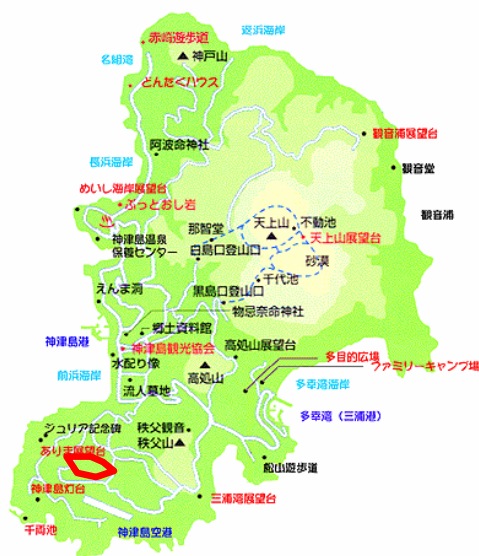 赤崎遊歩道
返浜海岸
名組湾
神戸山
どんたくハウス
観音浦展望台
阿波命神社
長浜海岸
観音堂
めいし海岸展望台
ぶっとおし岩
観音浦
那智堂
天上山
不動池
神津島温泉
保養センター
白島口登山口
天上山展望台
砂漠
千代池
えんま洞
黒島口登山口
物忌奈命神社
郷土資料館
神津島港
神津島観光協会
高処山展望台
多目的広場
ファミリーキャンプ場
水配り像
前浜海岸
高処山
多幸湾海岸
流人墓地
多幸湾（三浦港）
ジュリア記念碑
秩父観音
秩父山
あり展望台
神津島灯台
松山遊歩道
三浦湾展望台
千両池
神津島空港